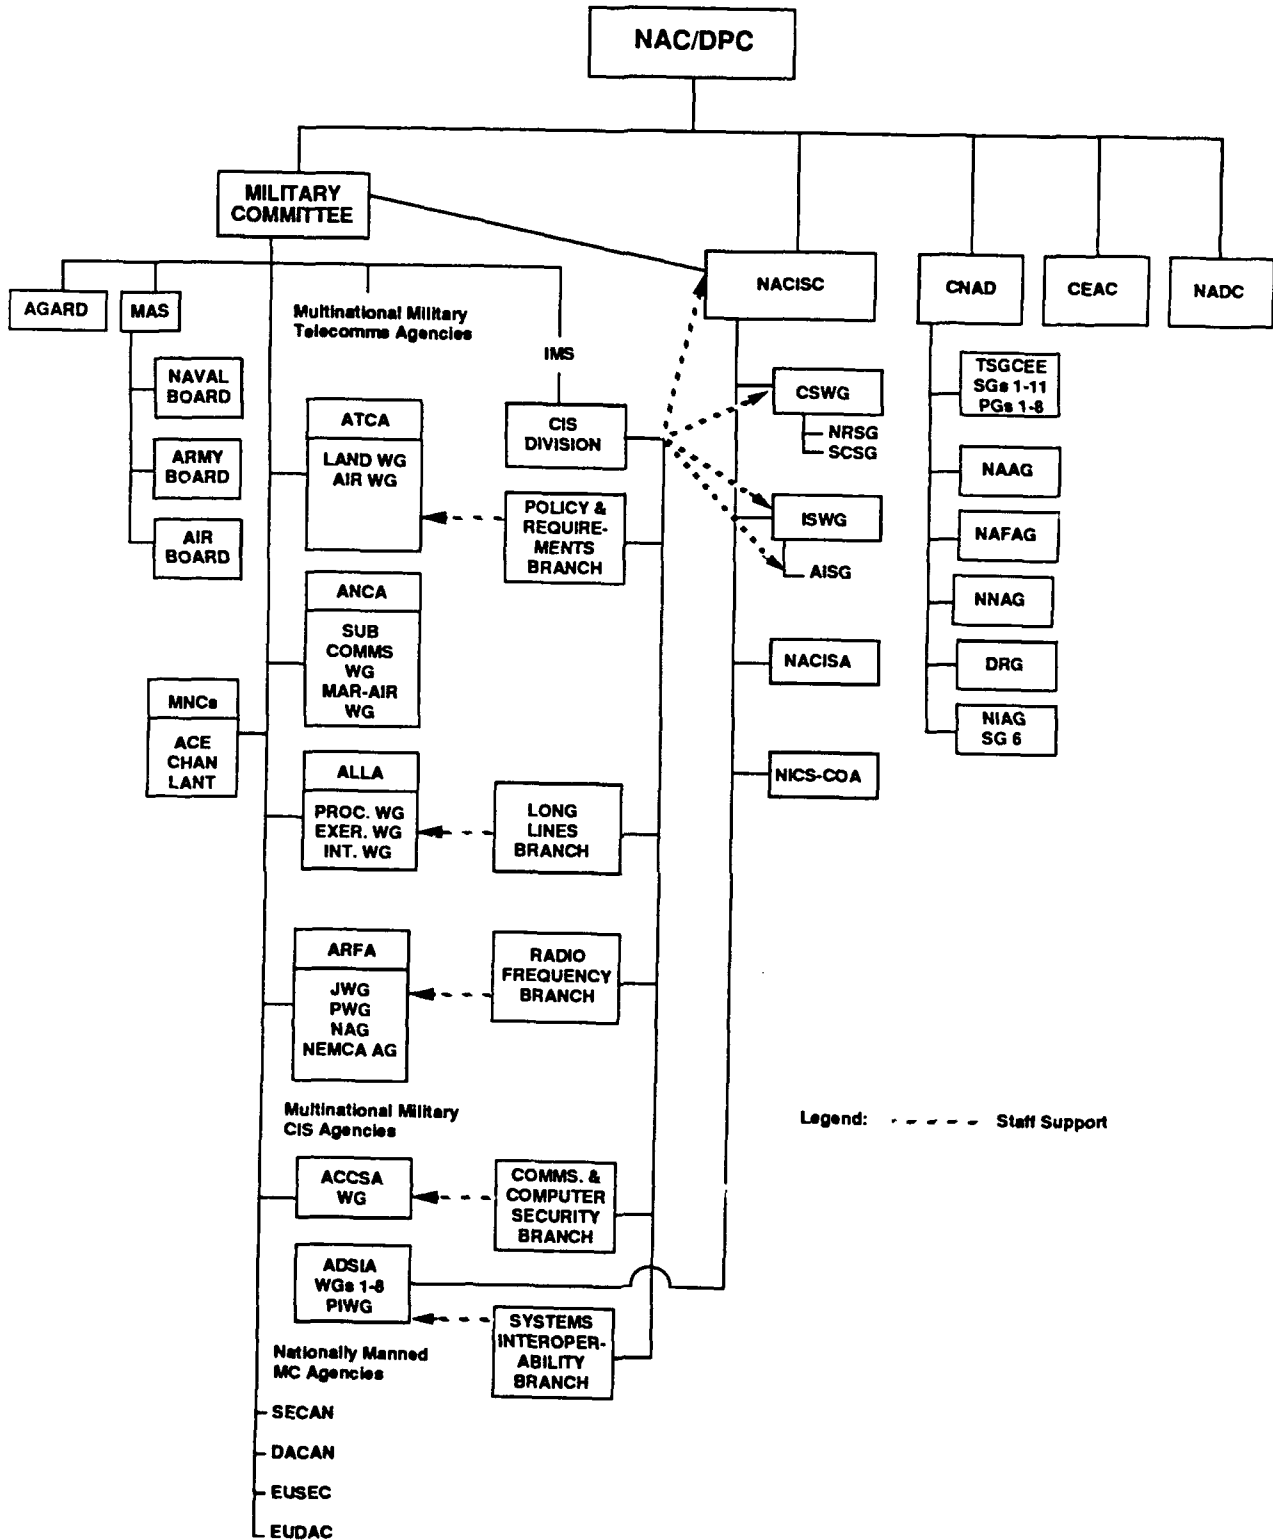 NAC/DPC
MILITARY
COMMITTEE
NACISC
CNAD
CEAC
NADC
AGARD
MAS
Multinational Military
Telecomms Agencies
IMS
NAVAL
BOARD
ARMY
BOARD
AIR
BOARD
ATCA
LAND WG
AIR WG
CIS
DIVISION
POLICY &
REQUIRE-
MENTS
BRANCH
CSWG
NRSG
SCSG
ISWG
AISG
TSGCEE
SGs 1-11
PGs 1-8
NAAG
NAFAG
NNAG
DRG
NIAG
SG 6
ANCA
SUB
COMMS
WG
MAR-AIR
WG
NACISA
MNCs
ACE
CHAN
LANT
ALLA
PROC. WG
EXER. WG
INT. WG
LONG
LINES
BRANCH
NICS-COA
ARFA
JWG
PWG
NAG
NEMCA AG
RADIO
FREQUENCY
BRANCH
Multinational Military
CIS Agencies
Legend:
Staff Support
ACCSA
WG
COMMS. &
COMPUTER
SECURITY
BRANCH
ADSIA
WGs 1-8
PIWG
SYSTEMS
INTEROPER-
ABILITY
BRANCH
Nationally Manned
MC Agencies
SECAN
DACAN
EUSEC
EUDAC